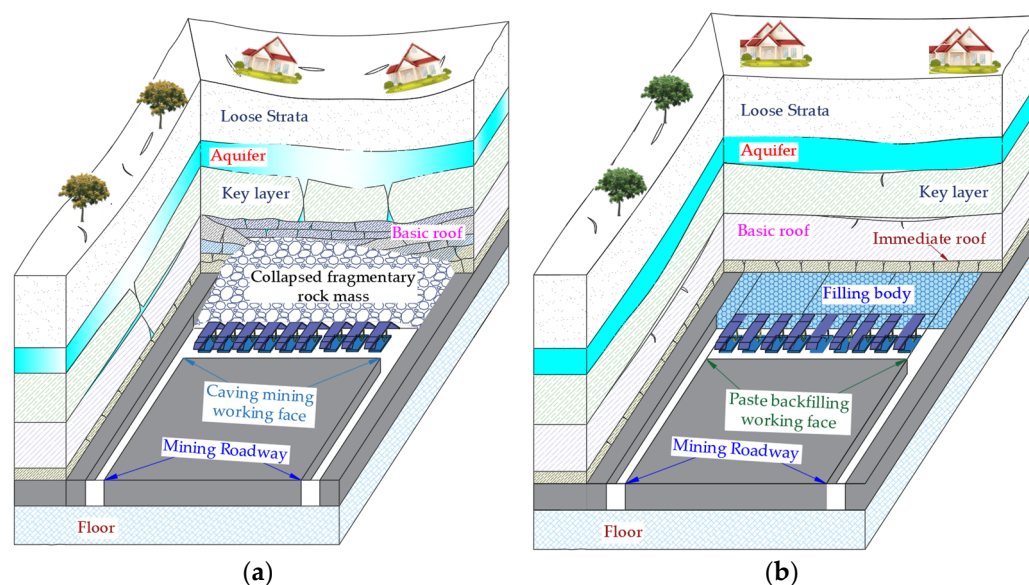 Loose Strata
Aquifer
Key layer
Basic roof
Collapsed fragmentary
rock mass
Caving mining
working face
Mining Roadway
Floor
(a)
Loose Strata
Aquifer
Key layer
Basic roof
Immediate roof
Filling body
Paste backfilling
working face
Mining Roadway
Floor
(b)